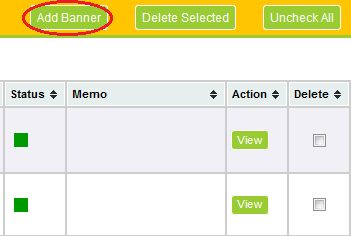 Add Banner Delete Selected Uncheck All
Status Memo Action Delete
View
View